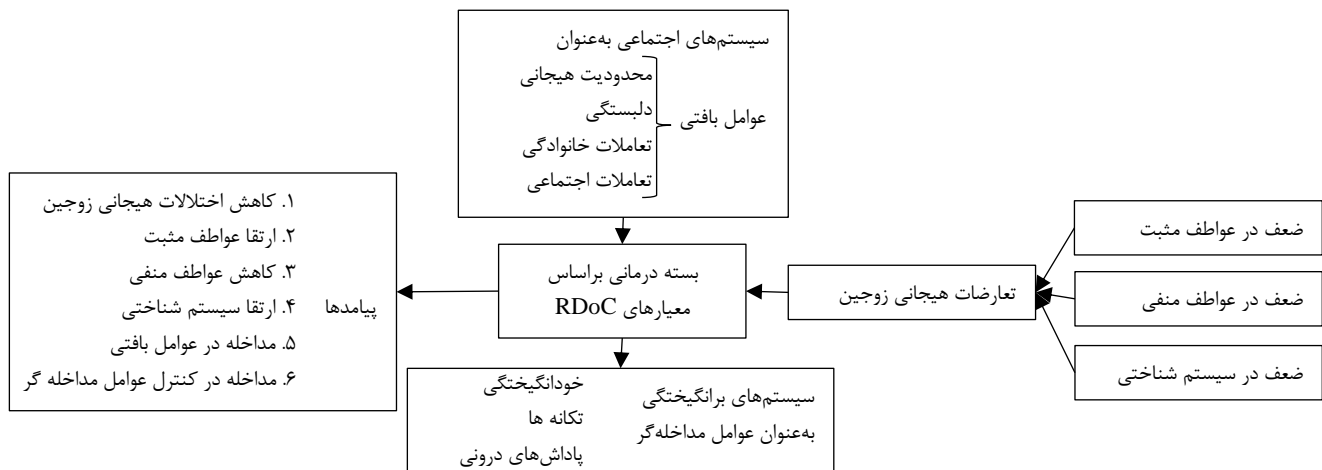 سیستم‌های اجتماعی به‌عنوان
عوامل بافتی
محدودیت هیجانی
دلبستگی
تعاملات خانوادگی
تعاملات اجتماعی
ضعف در عواطف مثبت
ضعف در عواطف منفی
ضعف در سیستم شناختی
تعارضات هیجانی زوجین
بسته درمانی براساس
معیارهای RDoC
پیامدها
۱. کاهش اختلالات هیجانی زوجین
۲. ارتقا عواطف مثبت
۳. کاهش عواطف منفی
۴. ارتقا سیستم شناختی
۵. مداخله در عوامل بافتی
۶. مداخله در کنترل عوامل مداخله گر
سیستم‌های برانگیختگی
به‌عنوان عوامل مداخله‌گر
خودانگیختگی
تکانه ها
پاداش‌های درونی